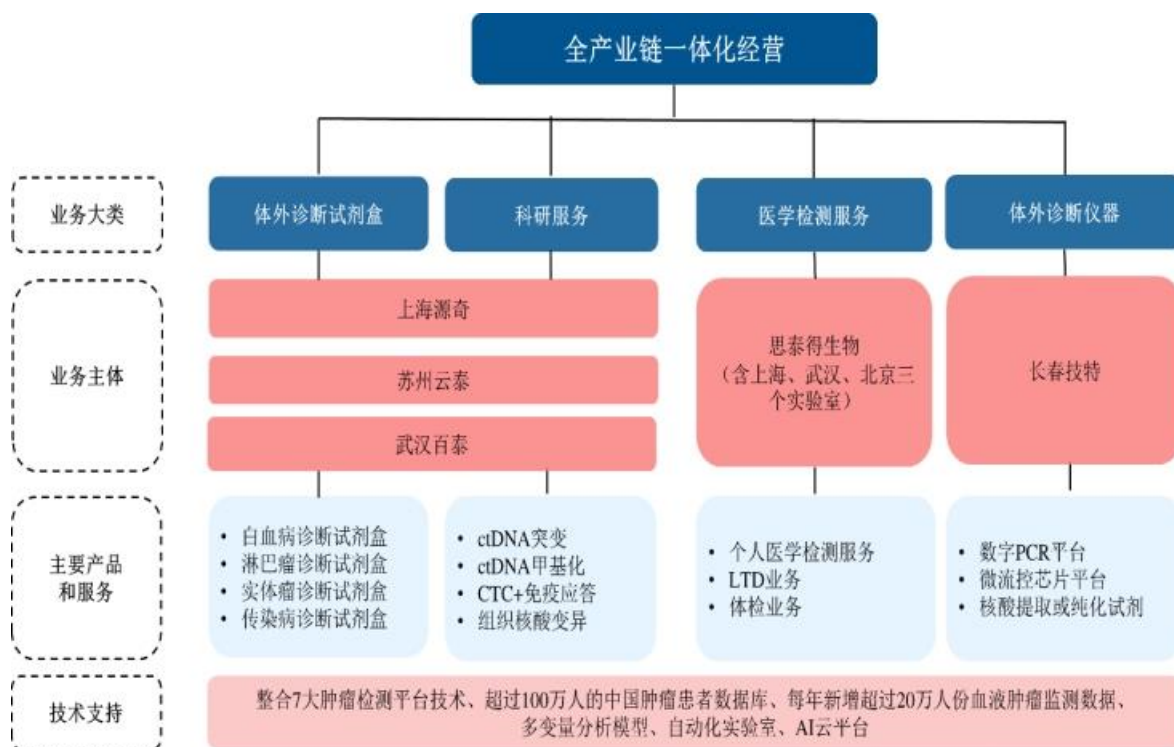 全产业链一体化经营
业务大类
体外诊断试剂盒
科研服务
医学检测服务
体外诊断仪器
业务主体
上海源奇
苏州云泰
武汉百泰
思泰得生物
（含上海、武汉、北京三
个实验室）
长春技特
主要产品
和服务
• 白血病诊断试剂盒
• 淋巴瘤诊断试剂盒
• 实体瘤诊断试剂盒
• 传染病诊断试剂盒
• ctDNA突变
• ctDNA甲基化
• CTC+免疫应答
• 组织核酸变异
• 个人医学检测服务
• LTD业务
• 体检业务
• 数字PCR平台
• 微流控芯片平台
• 核酸提取或纯化试剂
技术支持
整合7大肿瘤检测平台技术、超过100万人的中国肿瘤患者数据库、每年新增超过20万人份血液肿瘤监测数据、
多变量分析模型、自动化实验室、AI云平台